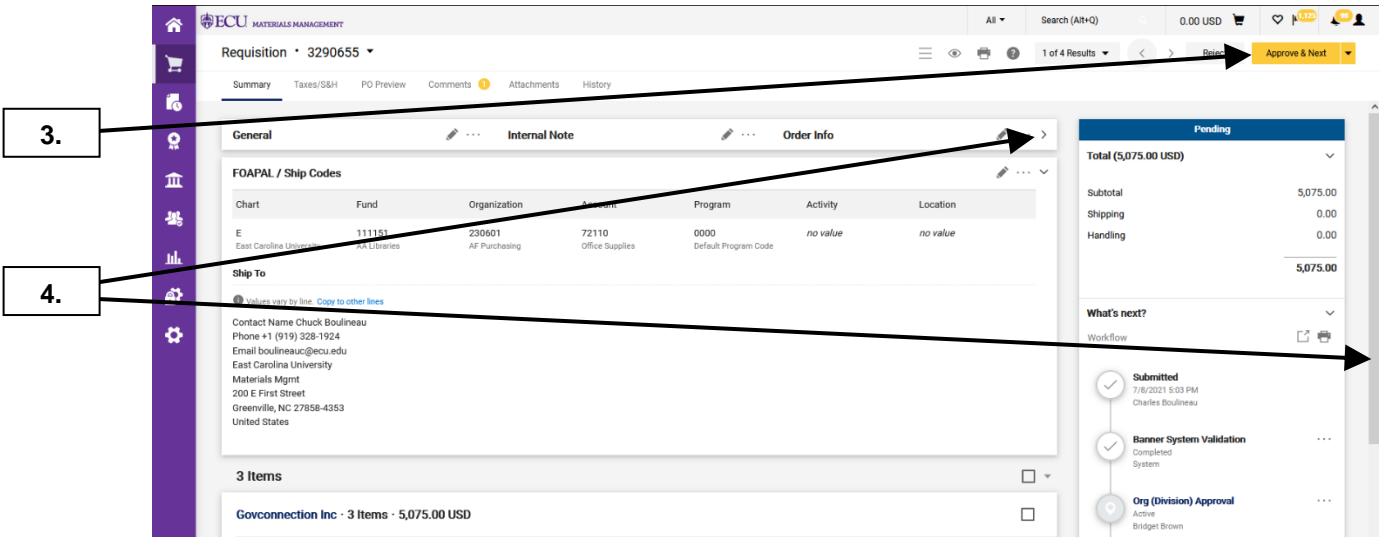 ECU MATERIALS MANAGEMENT
All
Search (Alt+Q)
0.00 USD
1,125
Requisition · 3290655
1 of 4 Results
Approve & Next
Summary
Taxes/S&H
PO Preview
Comments 1
Attachments
History
3.
General
Internal Note
Order Info
Pending
Total (5,075.00 USD)
FOAPAL / Ship Codes
Chart
Fund
Organization
Account
Program
Activity
Location
Subtotal 5,075.00
Shipping 0.00
Handling 0.00
5,075.00
E
East Carolina University
111151
AA Libraries
230601
AF Purchasing
72110
Office Supplies
0000
Default Program Code
no value
no value
Ship To
4.
Values vary by line. Copy to other lines
Contact Name Chuck Boulineau
Phone +1 (919) 328-1924
Email boulineauc@ecu.edu
East Carolina University
Materials Mgmt
200 E First Street
Greenville, NC 27858-4353
United States
What's next?
Workflow
Submitted
7/8/2021 5:03 PM
Charles Boulineau
Banner System Validation
Completed
System
Org (Division) Approval
Active
Bridget Brown
3 Items
Govconnection Inc · 3 Items · 5,075.00 USD